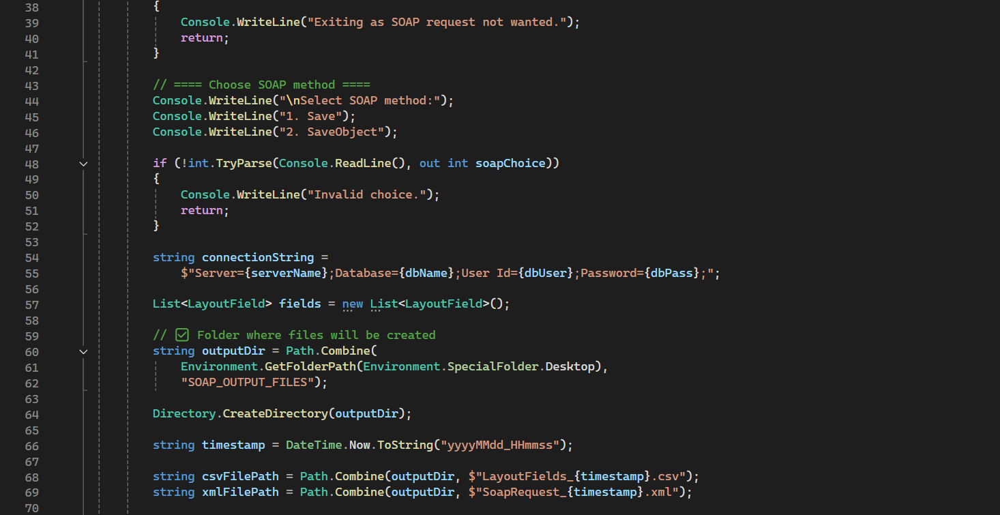 38 {
39 Console.WriteLine("Exiting as SOAP request not wanted.");
40 return;
41 }
42
43 // ==== Choose SOAP method ====
44 Console.WriteLine("\nSelect SOAP method:");
45 Console.WriteLine("1. Save");
46 Console.WriteLine("2. SaveObject");
47
48 if (!int.TryParse(Console.ReadLine(), out int soapChoice))
49 {
50 Console.WriteLine("Invalid choice.");
51 return;
52 }
53
54 string connectionString =
55 $"Server={serverName};Database={dbName};User Id={dbUser};Password={dbPass};";
56
57 List<LayoutField> fields = new List<LayoutField>();
58
59 // ✅ Folder where files will be created
60 string outputDir = Path.Combine(
61 Environment.GetFolderPath(Environment.SpecialFolder.Desktop),
62 "SOAP_OUTPUT_FILES");
63
64 Directory.CreateDirectory(outputDir);
65
66 string timestamp = DateTime.Now.ToString("yyyyMMdd_HHmmss");
67
68 string csvFilePath = Path.Combine(outputDir, $"LayoutFields_{timestamp}.csv");
69 string xmlFilePath = Path.Combine(outputDir, $"SoapRequest_{timestamp}.xml");
70